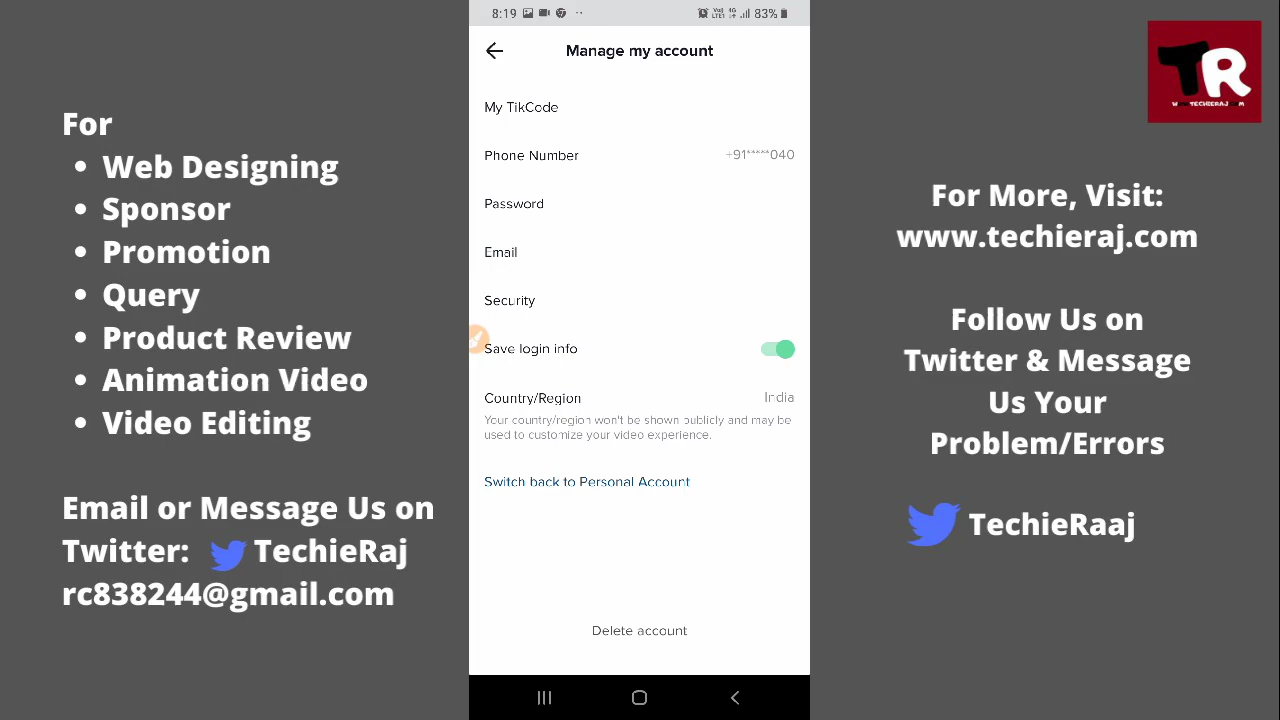 For
• Web Designing
• Sponsor
• Promotion
• Query
• Product Review
• Animation Video
• Video Editing
Email or Message Us on
Twitter: TechieRaj
rc838244@gmail.com
8:19
83%
Manage my account
My TikCode
Phone Number +91*****040
Password
Email
Security
Save login info
Country/Region India
Your country/region won't be shown publicly and may be
used to customize your video experience.
Switch back to Personal Account
Delete account
TR
WWW.TECHIERAJ.COM
For More, Visit:
www.techieraj.com
Follow Us on
Twitter & Message
Us Your
Problem/Errors
TechieRaaj